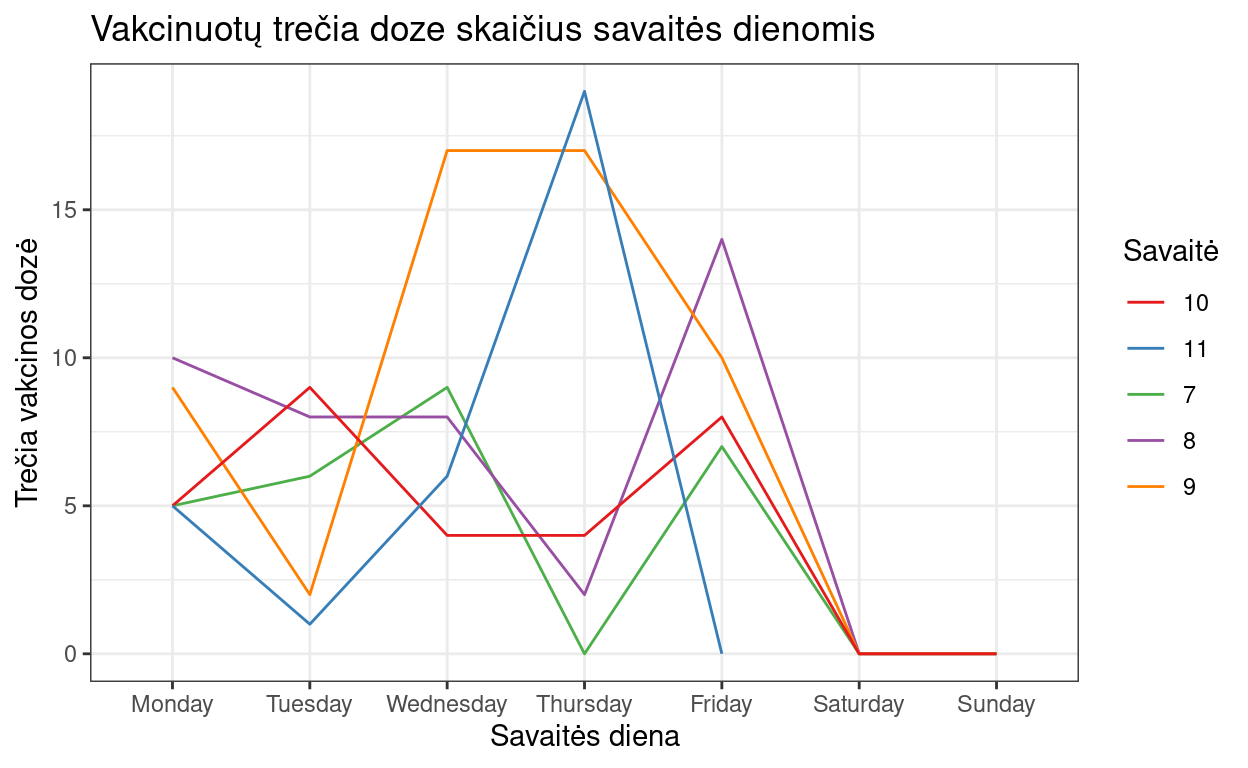 Vakcinuotų trečia doze skaičius savaitės dienomis
Trečia vakcinos dozė
15
10
5
0
Monday
Tuesday
Wednesday
Thursday
Friday
Saturday
Sunday
Savaitės diena
Savaitė
10
11
7
8
9